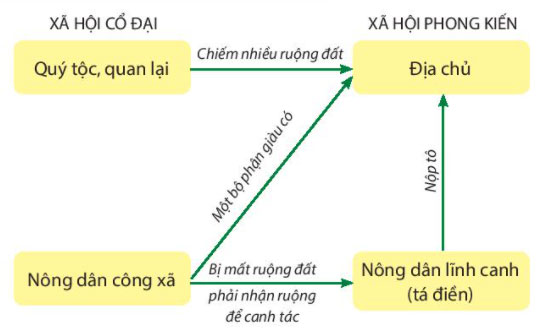 XÃ HỘI CỔ ĐẠI
XÃ HỘI PHONG KIẾN
Quý tộc, quan lại
Chiếm nhiều ruộng đất
Địa chủ
Một bộ phận giàu có
Nộp tô
Nông dân công xã
Bị mất ruộng đất
phải nhận ruộng
để canh tác
Nông dân lĩnh canh
(tá điền)